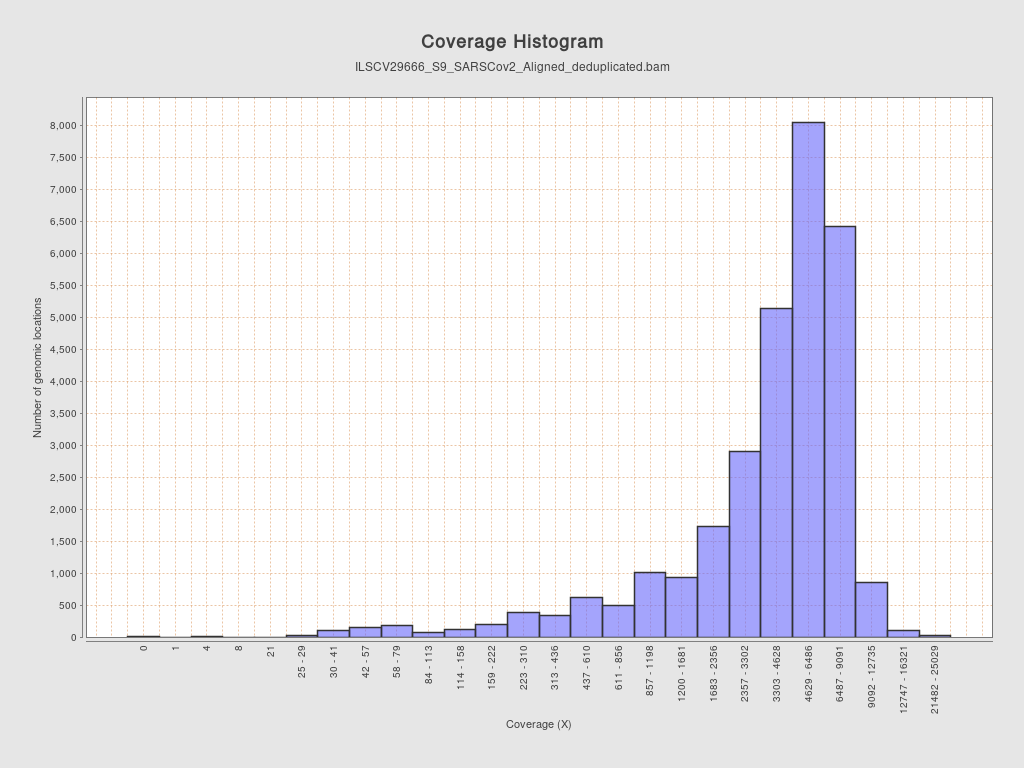 Coverage Histogram
ILSCV29666_S9_SARSCov2_Aligned_deduplicated.bam
Number of genomic locations
8,000
7,500
7,000
6,500
6,000
5,500
5,000
4,500
4,000
3,500
3,000
2,500
2,000
1,500
1,000
500
0
0
1
4
8
21
25 - 29
30 - 41
42 - 57
58 - 79
84 - 113
114 - 158
159 - 222
223 - 310
313 - 436
437 - 610
611 - 856
857 - 1198
1200 - 1681
1683 - 2356
2357 - 3302
3303 - 4628
4629 - 6486
6487 - 9091
9092 - 12735
12747 - 16321
21482 - 25029
Coverage (X)